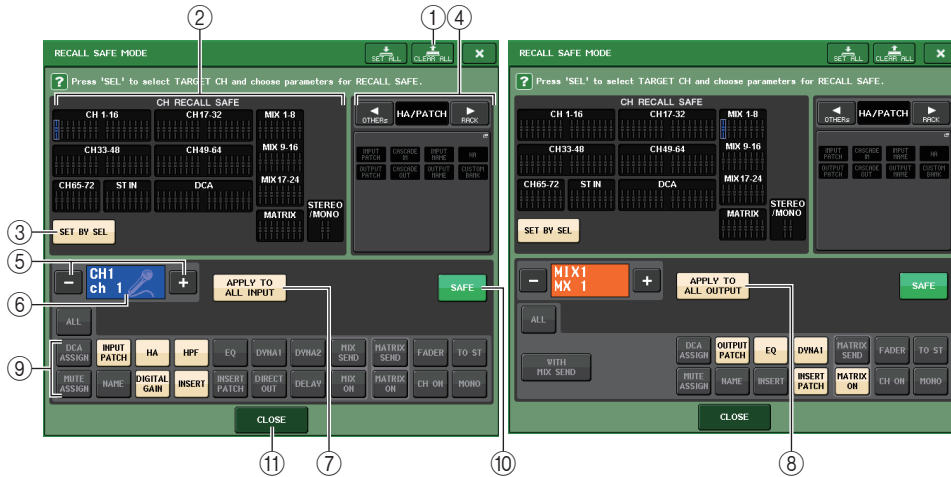 ② ① ④
RECALL SAFE MODE SET ALL CLEAR ALL ×
? Press 'SEL' to select TARGET CH and choose parameters for RECALL SAFE.
CH RECALL SAFE
CH 1-16 CH17-32 MIX 1-8
CH33-48 CH49-64 MIX 9-16
CH65-72 ST IN DCA MIX17-24
MATRIX STEREO /MONO
OTHERs HA/PATCH RACK
INPUT PATCH CASCADE IN INPUT NAME HA
OUTPUT PATCH CASCADE OUT OUTPUT NAME CUSTOM BANK
③ SET BY SEL
⑤ − CH1 +
⑥ ch 1
APPLY TO
ALL INPUT
SAFE
ALL
⑨
DCA ASSIGN INPUT PATCH HA HPF EQ DYNA1 DYNA2 MIX SEND MATRIX SEND FADER TO ST
MUTE ASSIGN NAME DIGITAL GAIN INSERT INSERT PATCH DIRECT OUT DELAY MIX ON MATRIX ON CH ON MONO
CLOSE
⑪ ⑦ ⑩
RECALL SAFE MODE SET ALL CLEAR ALL ×
? Press 'SEL' to select TARGET CH and choose parameters for RECALL SAFE.
CH RECALL SAFE
CH 1-16 CH17-32 MIX 1-8
CH33-48 CH49-64 MIX 9-16
CH65-72 ST IN DCA MIX17-24
MATRIX STEREO /MONO
OTHERs HA/PATCH RACK
INPUT PATCH CASCADE IN INPUT NAME HA
OUTPUT PATCH CASCADE OUT OUTPUT NAME CUSTOM BANK
SET BY SEL
− MIX1 +
MX 1
APPLY TO
ALL OUTPUT
SAFE
ALL
WITH
MIX SEND
DCA ASSIGN OUTPUT PATCH EQ DYNA1 MATRIX SEND FADER TO ST
MUTE ASSIGN NAME INSERT INSERT PATCH MATRIX ON CH ON MONO
CLOSE
⑧